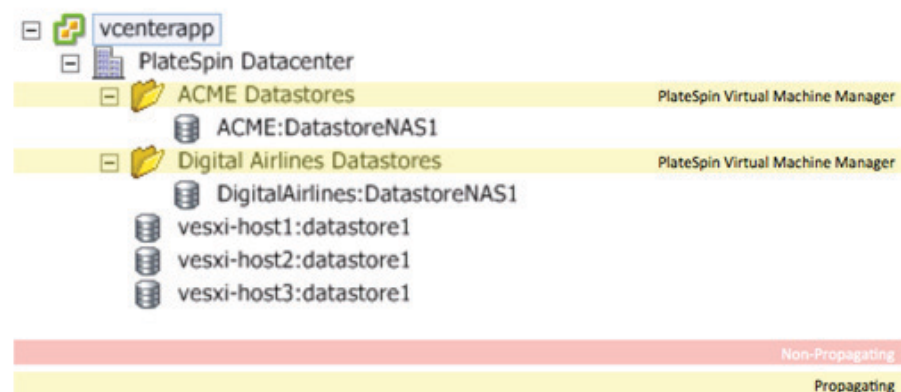 vcenterapp
PlateSpin Datacenter
ACME Datastores PlateSpin Virtual Machine Manager
ACME:DatastoreNAS1
Digital Airlines Datastores PlateSpin Virtual Machine Manager
DigitalAirlines:DatastoreNAS1
vesxi-host1:datastore1
vesxi-host2:datastore1
vesxi-host3:datastore1
Non-Propagating
Propagating